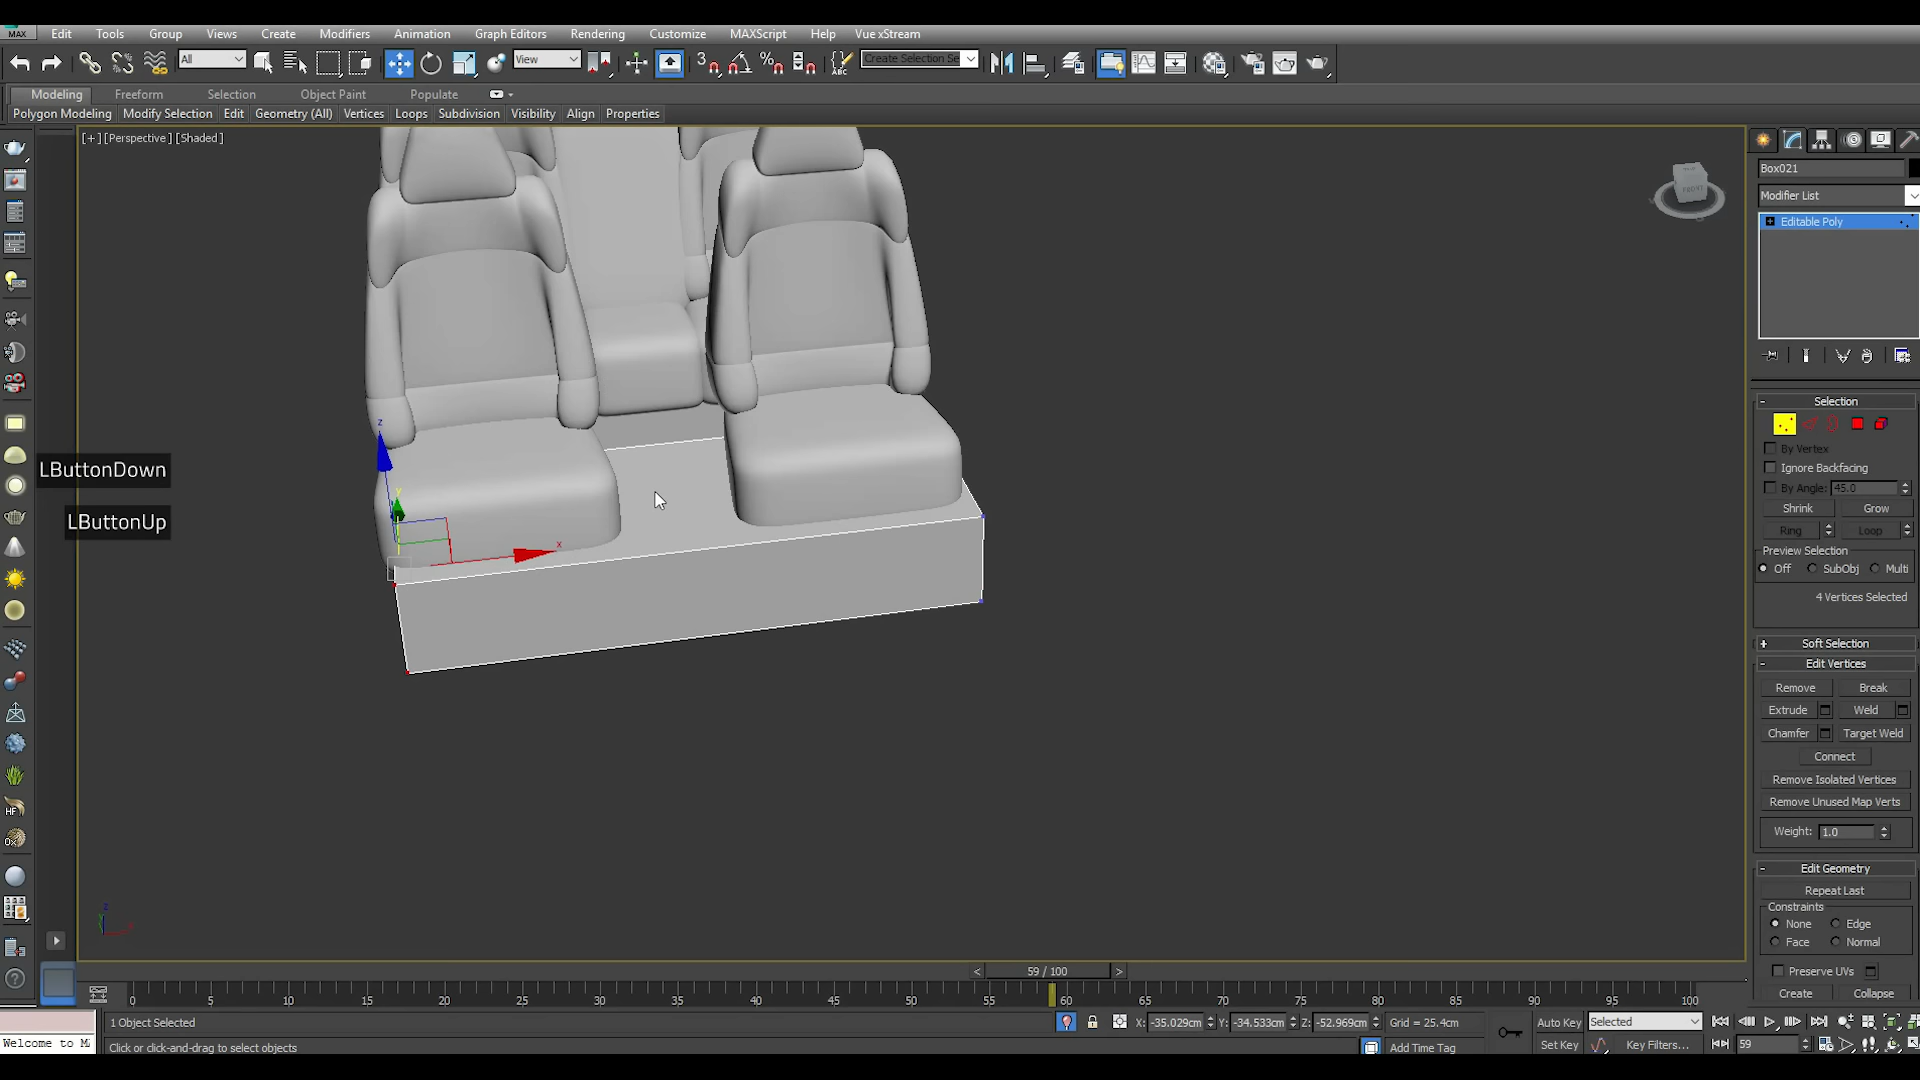 MAX Edit Tools Group Views Create Modifiers Animation Graph Editors Rendering Customize MAXScript Help Vue xStream
All View Create Selection Se
Modeling Freeform Selection Object Paint Populate
Polygon Modeling Modify Selection Edit Geometry (All) Vertices Loops Subdivision Visibility Align Properties
[+] [Perspective] [Shaded]
FRONT
Box021
Modifier List
Editable Poly
Selection
By Vertex
Ignore Backfacing
By Angle: 45.0
Shrink Grow
Ring Loop
Preview Selection
Off SubObj Multi
4 Vertices Selected
Soft Selection
Edit Vertices
Remove Break
Extrude Weld
Chamfer Target Weld
Connect
Remove Isolated Vertices
Remove Unused Map Verts
Weight: 1.0
Edit Geometry
Repeat Last
Constraints
None Edge
Face Normal
Preserve UVs
Create Collapse
z
y
x
LButtonDown
LButtonUp
HF
< 59 / 100 >
0 5 10 15 20 25 30 35 40 45 50 55 60 65 70 75 80 85 90 95 100
1 Object Selected X: -35.029cm Y: -34.533cm Z: -52.969cm Grid = 25.4cm Auto Key Selected
Welcome to Click or click-and-drag to select objects Add Time Tag Set Key Key Filters... 59